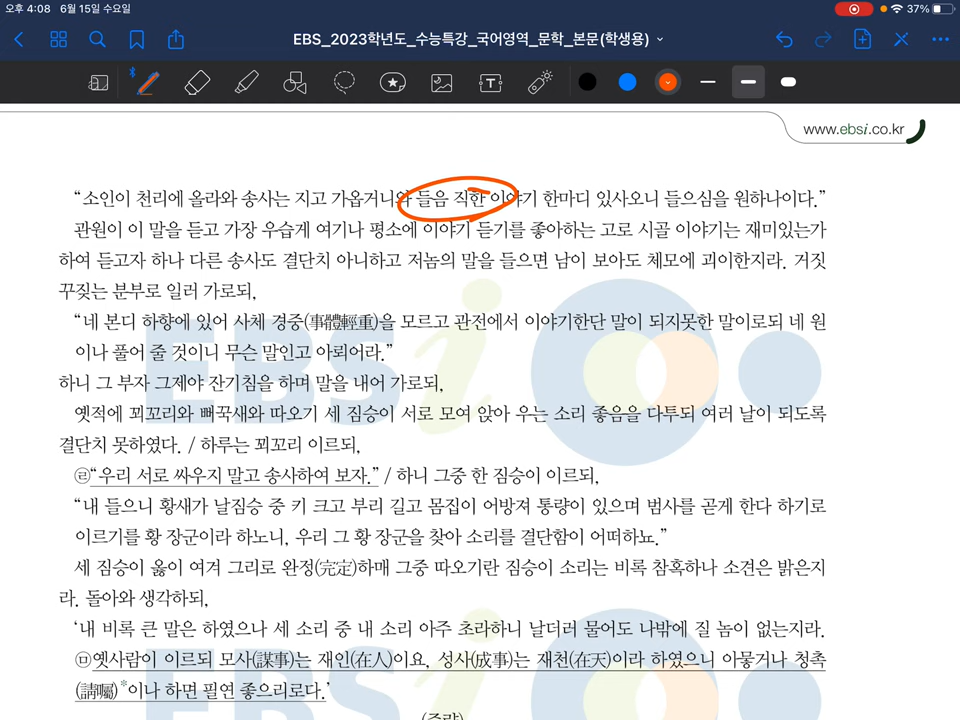 오후 4:08 6월 15일 수요일
37%
EBS_2023학년도_수능특강_국어영역_문학_본문(학생용)
www.ebsi.co.kr
“소인이 천리에 올라와 송사는 지고 가옵거니와 들음 직한 이야기 한마디 있사오니 들으심을 원하나이다.”
관원이 이 말을 듣고 가장 우습게 여기나 평소에 이야기 듣기를 좋아하는 고로 시골 이야기는 재미있는가
하여 듣고자 하나 다른 송사도 결단치 아니하고 저놈의 말을 들으면 남이 보아도 체모에 괴이한지라. 거짓
꾸짖는 분부로 일러 가로되,
“네 본디 하향에 있어 사체 경중(事體輕重)을 모르고 관전에서 이야기한단 말이 되지못한 말이로되 네 원
이나 풀어 줄 것이니 무슨 말인고 아뢰어라.”
하니 그 부자 그제야 잔기침을 하며 말을 내어 가로되,
옛적에 꾀꼬리와 뻐꾹새와 따오기 세 짐승이 서로 모여 앉아 우는 소리 좋음을 다투되 여러 날이 되도록
결단치 못하였다. / 하루는 꾀꼬리 이르되,
㉣“우리 서로 싸우지 말고 송사하여 보자.” / 하니 그중 한 짐승이 이르되,
“내 들으니 황새가 날짐승 중 키 크고 부리 길고 몸집이 어방져 통량이 있으며 범사를 곧게 한다 하기로
이르기를 황 장군이라 하노니, 우리 그 황 장군을 찾아 소리를 결단함이 어떠하뇨.”
세 짐승이 옳이 여겨 그리로 완정(完定)하매 그중 따오기란 짐승이 소리는 비록 참혹하나 소견은 밝은지
라. 돌아와 생각하되,
‘내 비록 큰 말은 하였으나 세 소리 중 내 소리 아주 초라하니 날더러 물어도 나밖에 질 놈이 없는지라.
㉤옛사람이 이르되 모사(謀事)는 재인(在人)이요, 성사(成事)는 재천(在天)이라 하였으니 아뭏거나 청촉
(請囑)*이나 하면 필연 좋으리로다.’
(중략)
EBSi
EBSi